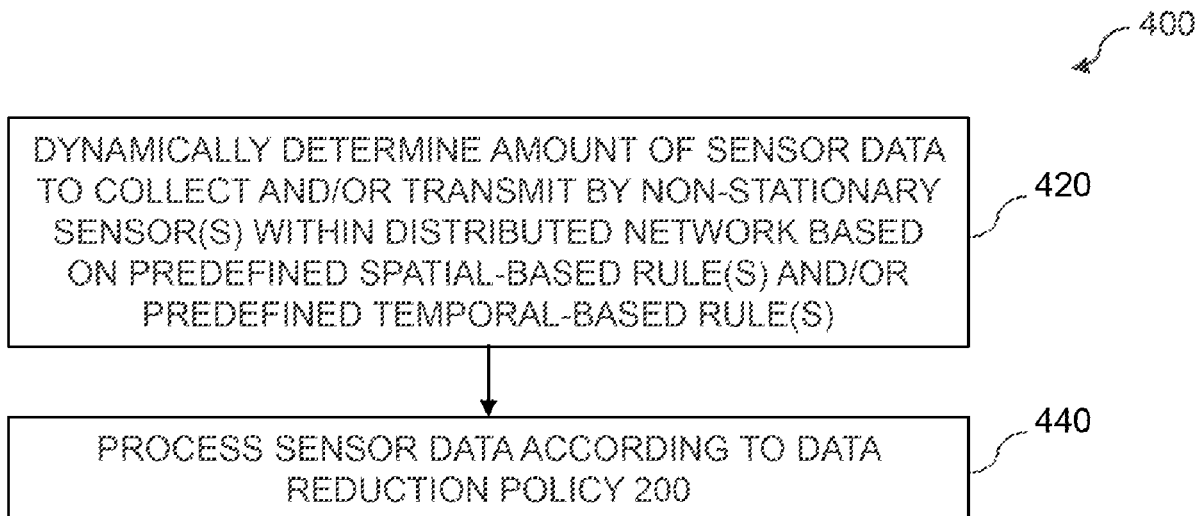 400
DYNAMICALLY DETERMINE AMOUNT OF SENSOR DATA
TO COLLECT AND/OR TRANSMIT BY NON-STATIONARY
SENSOR(S) WITHIN DISTRIBUTED NETWORK BASED
ON PREDEFINED SPATIAL-BASED RULE(S) AND/OR
PREDEFINED TEMPORAL-BASED RULE(S)
420
PROCESS SENSOR DATA ACCORDING TO DATA
REDUCTION POLICY 200
440